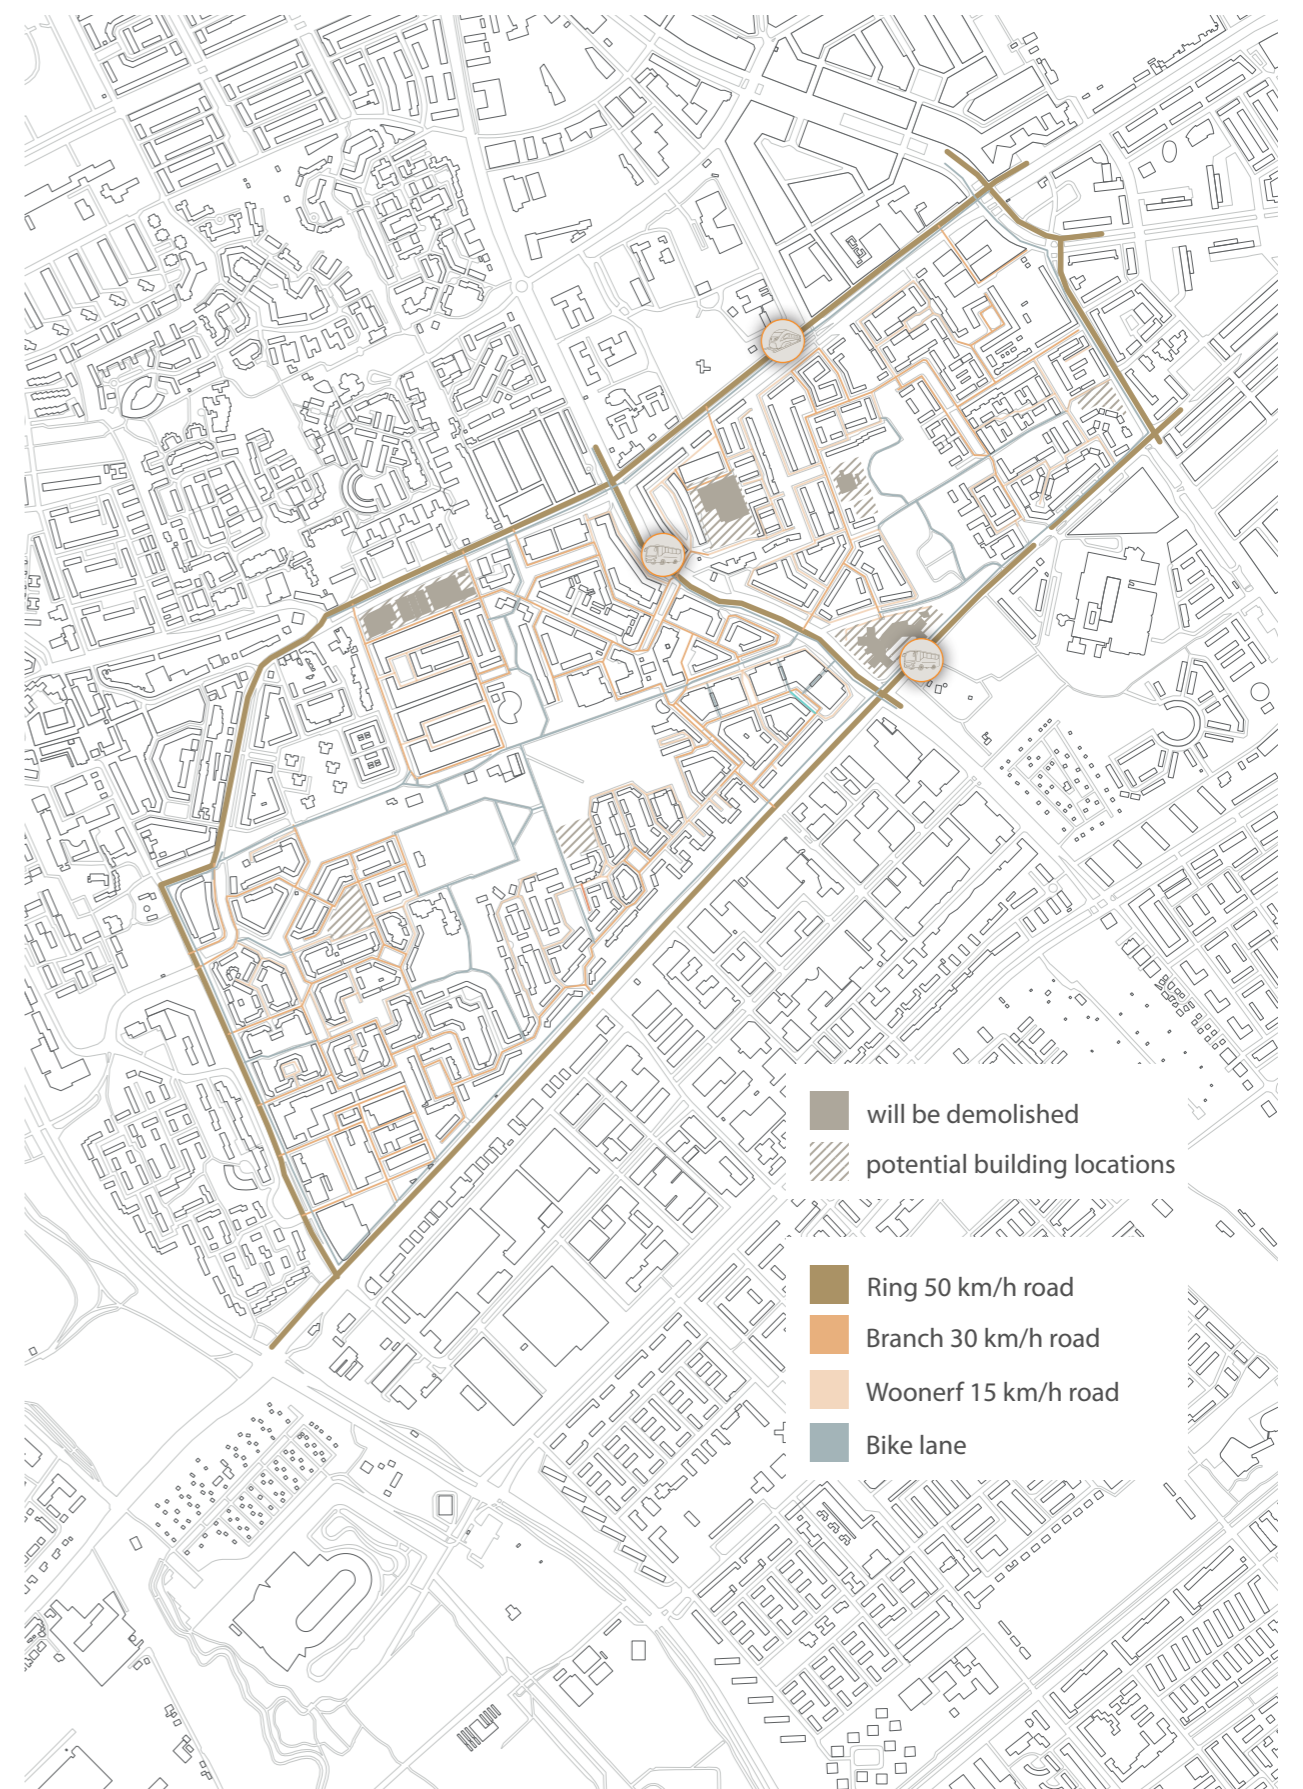 will be demolished
potential building locations
Ring 50 km/h road
Branch 30 km/h road
Woonerf 15 km/h road
Bike lane